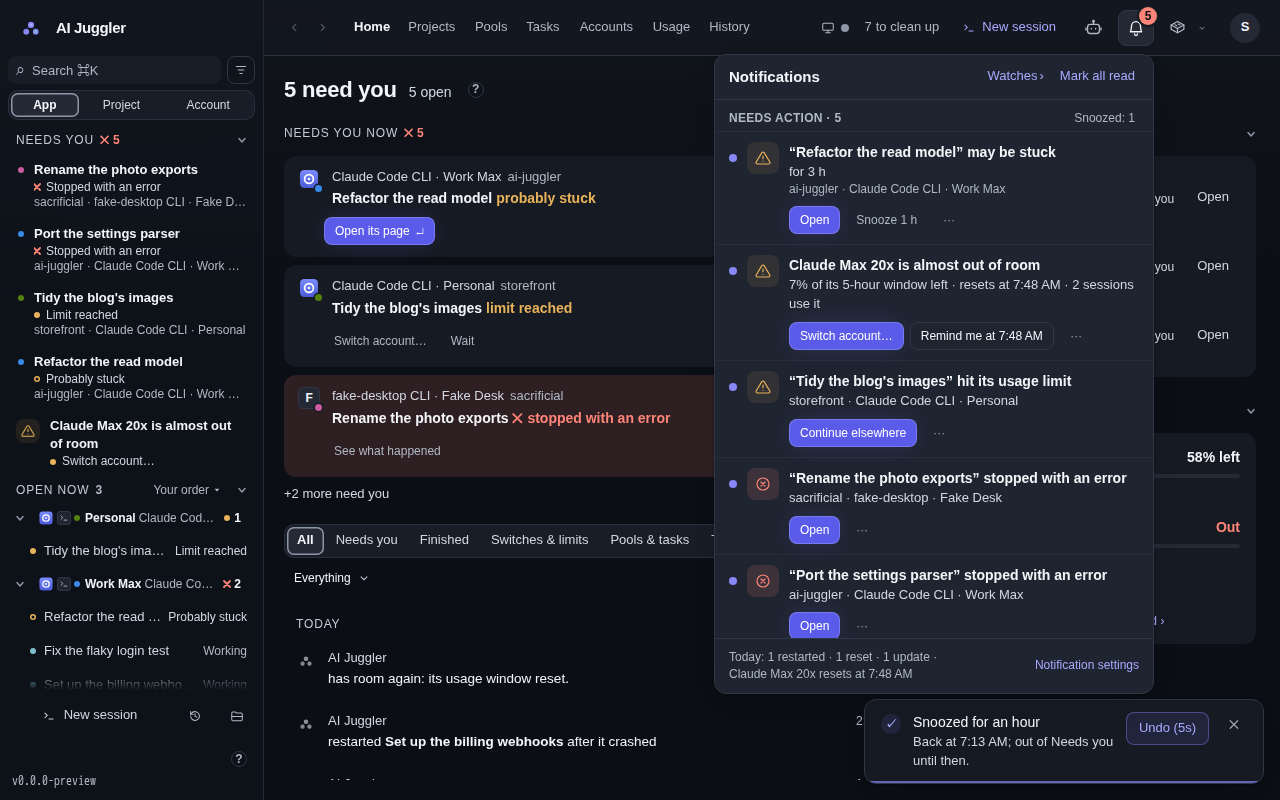 AI Juggler
Search ⌘K
App Project Account
NEEDS YOU 5
Rename the photo exports
Stopped with an error
sacrificial · fake-desktop CLI · Fake D…
Port the settings parser
Stopped with an error
ai-juggler · Claude Code CLI · Work …
Tidy the blog's images
Limit reached
storefront · Claude Code CLI · Personal
Refactor the read model
Probably stuck
ai-juggler · Claude Code CLI · Work …
Claude Max 20x is almost out
of room
Switch account…
OPEN NOW 3 Your order
Personal Claude Cod… 1
Tidy the blog's ima… Limit reached
Work Max Claude Co… 2
Refactor the read … Probably stuck
Fix the flaky login test Working
Set up the billing webho… Working
New session
?
v0.0.0-preview
Home Projects Pools Tasks Accounts Usage History
7 to clean up
New session
5
S
5 need you 5 open ?
NEEDS YOU NOW 5
Claude Code CLI · Work Max ai-juggler
Refactor the read model probably stuck
Open its page
Claude Code CLI · Personal storefront
Tidy the blog's images limit reached
Switch account… Wait
F
fake-desktop CLI · Fake Desk sacrificial
Rename the photo exports stopped with an error
See what happened
+2 more need you
All Needs you Finished Switches & limits Pools & tasks
Everything
TODAY
AI Juggler
has room again: its usage window reset.
AI Juggler
restarted Set up the billing webhooks after it crashed
2
you Open
you Open
you Open
58% left
Out
Notifications Watches › Mark all read
NEEDS ACTION · 5 Snoozed: 1
“Refactor the read model” may be stuck
for 3 h
ai-juggler · Claude Code CLI · Work Max
Open Snooze 1 h ···
Claude Max 20x is almost out of room
7% of its 5-hour window left · resets at 7:48 AM · 2 sessions
use it
Switch account… Remind me at 7:48 AM ···
“Tidy the blog's images” hit its usage limit
storefront · Claude Code CLI · Personal
Continue elsewhere ···
“Rename the photo exports” stopped with an error
sacrificial · fake-desktop · Fake Desk
Open ···
“Port the settings parser” stopped with an error
ai-juggler · Claude Code CLI · Work Max
Open ···
Today: 1 restarted · 1 reset · 1 update ·
Claude Max 20x resets at 7:48 AM
Notification settings
Snoozed for an hour
Back at 7:13 AM; out of Needs you
until then.
Undo (5s)